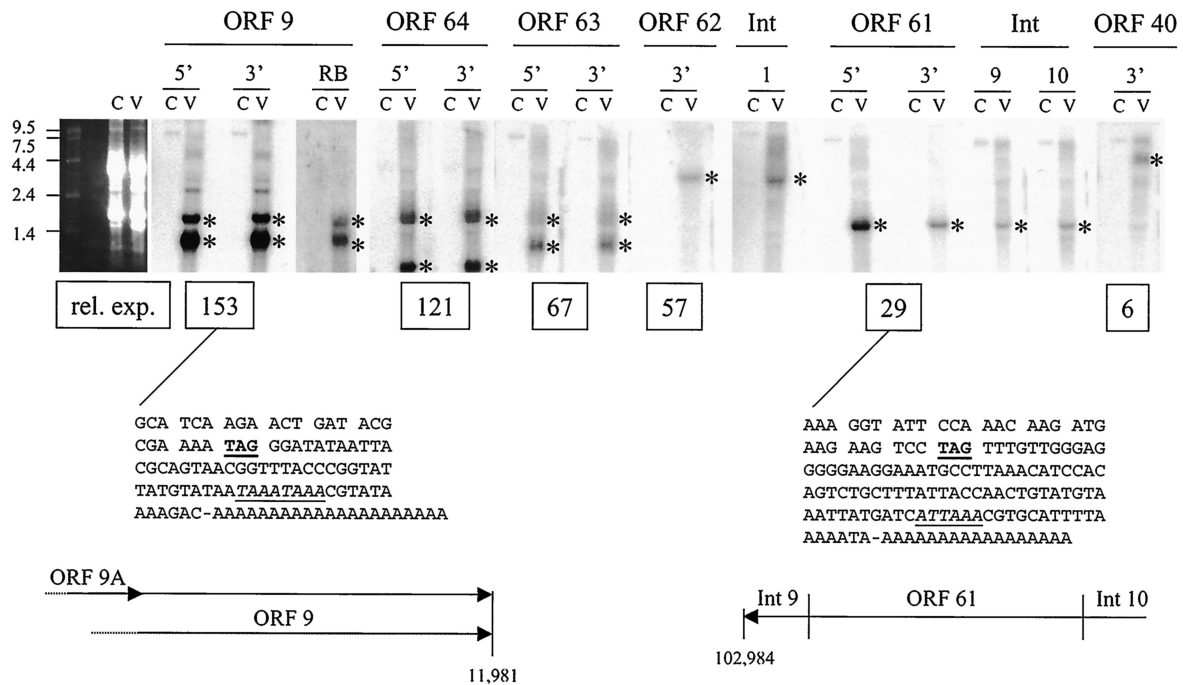 ORF 9 ORF 64 ORF 63 ORF 62 Int ORF 61 Int ORF 40
5’ 3’ RB 5’ 3’ 5’ 3’ 3’ 1 5’ 3’ 9 10 3’
C V C V C V C V C V C V C V C V C V C V C V C V C V C V C V
9.5
7.5
4.4
2.4
1.4
* * * * * * * * * * * * * * * * * * *
rel. exp. 153 121 67 57 29 6
GCA TCA AGA ACT GAT ACG
CGA AAA TAG GGATATAATTA
CGCAGTAACGGTTTACCCGGTAT
TATGTATAATAAATAAACGTATA
AAAGAC-AAAAAAAAAAAAAAAAAAAAA
AAA GGT ATT CCA AAC AAG ATG
AAG AAG TCC TAG TTTGTTGGGAG
GGGGAAGGAAATGCCTTAAACATCCAC
AGTCTGCTTTATTACCAACTGTATGTA
AATTATGATCATTAAACGTGCATTTTA
AAAATA-AAAAAAAAAAAAAAAAA
ORF 9A
ORF 9
11,981
Int 9 ORF 61 Int 10
102,984